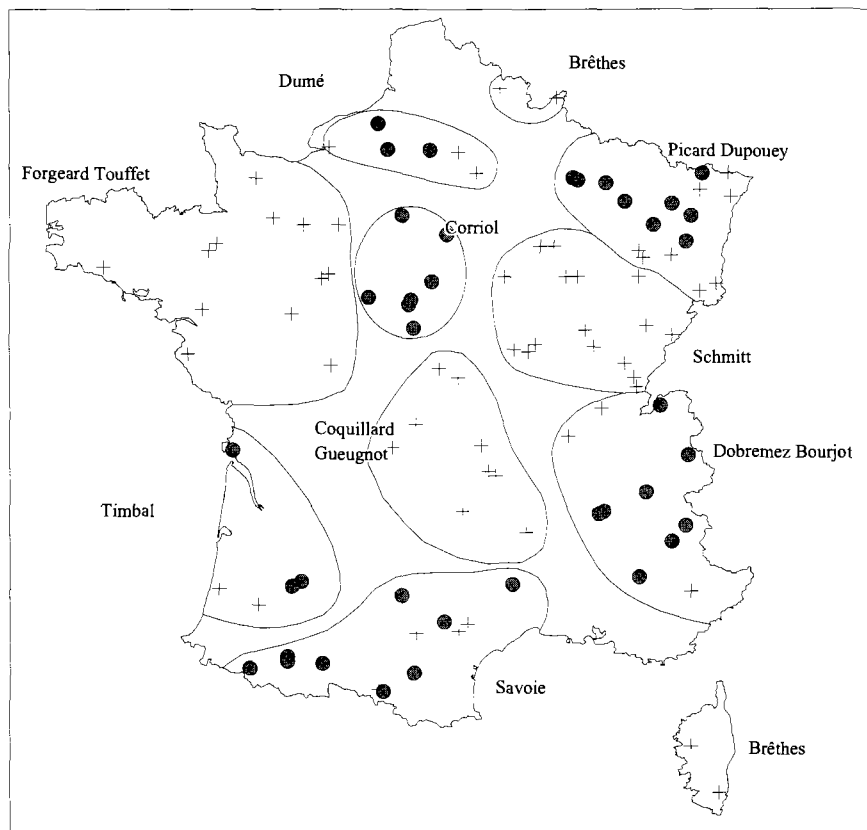 Brêthes
Dumé
Picard Dupouey
Forgeard Touffet
Corriol
Schmitt
Coquillard
Gueugnot
Dobremez Bourjot
Timbal
Savoie
Brêthes